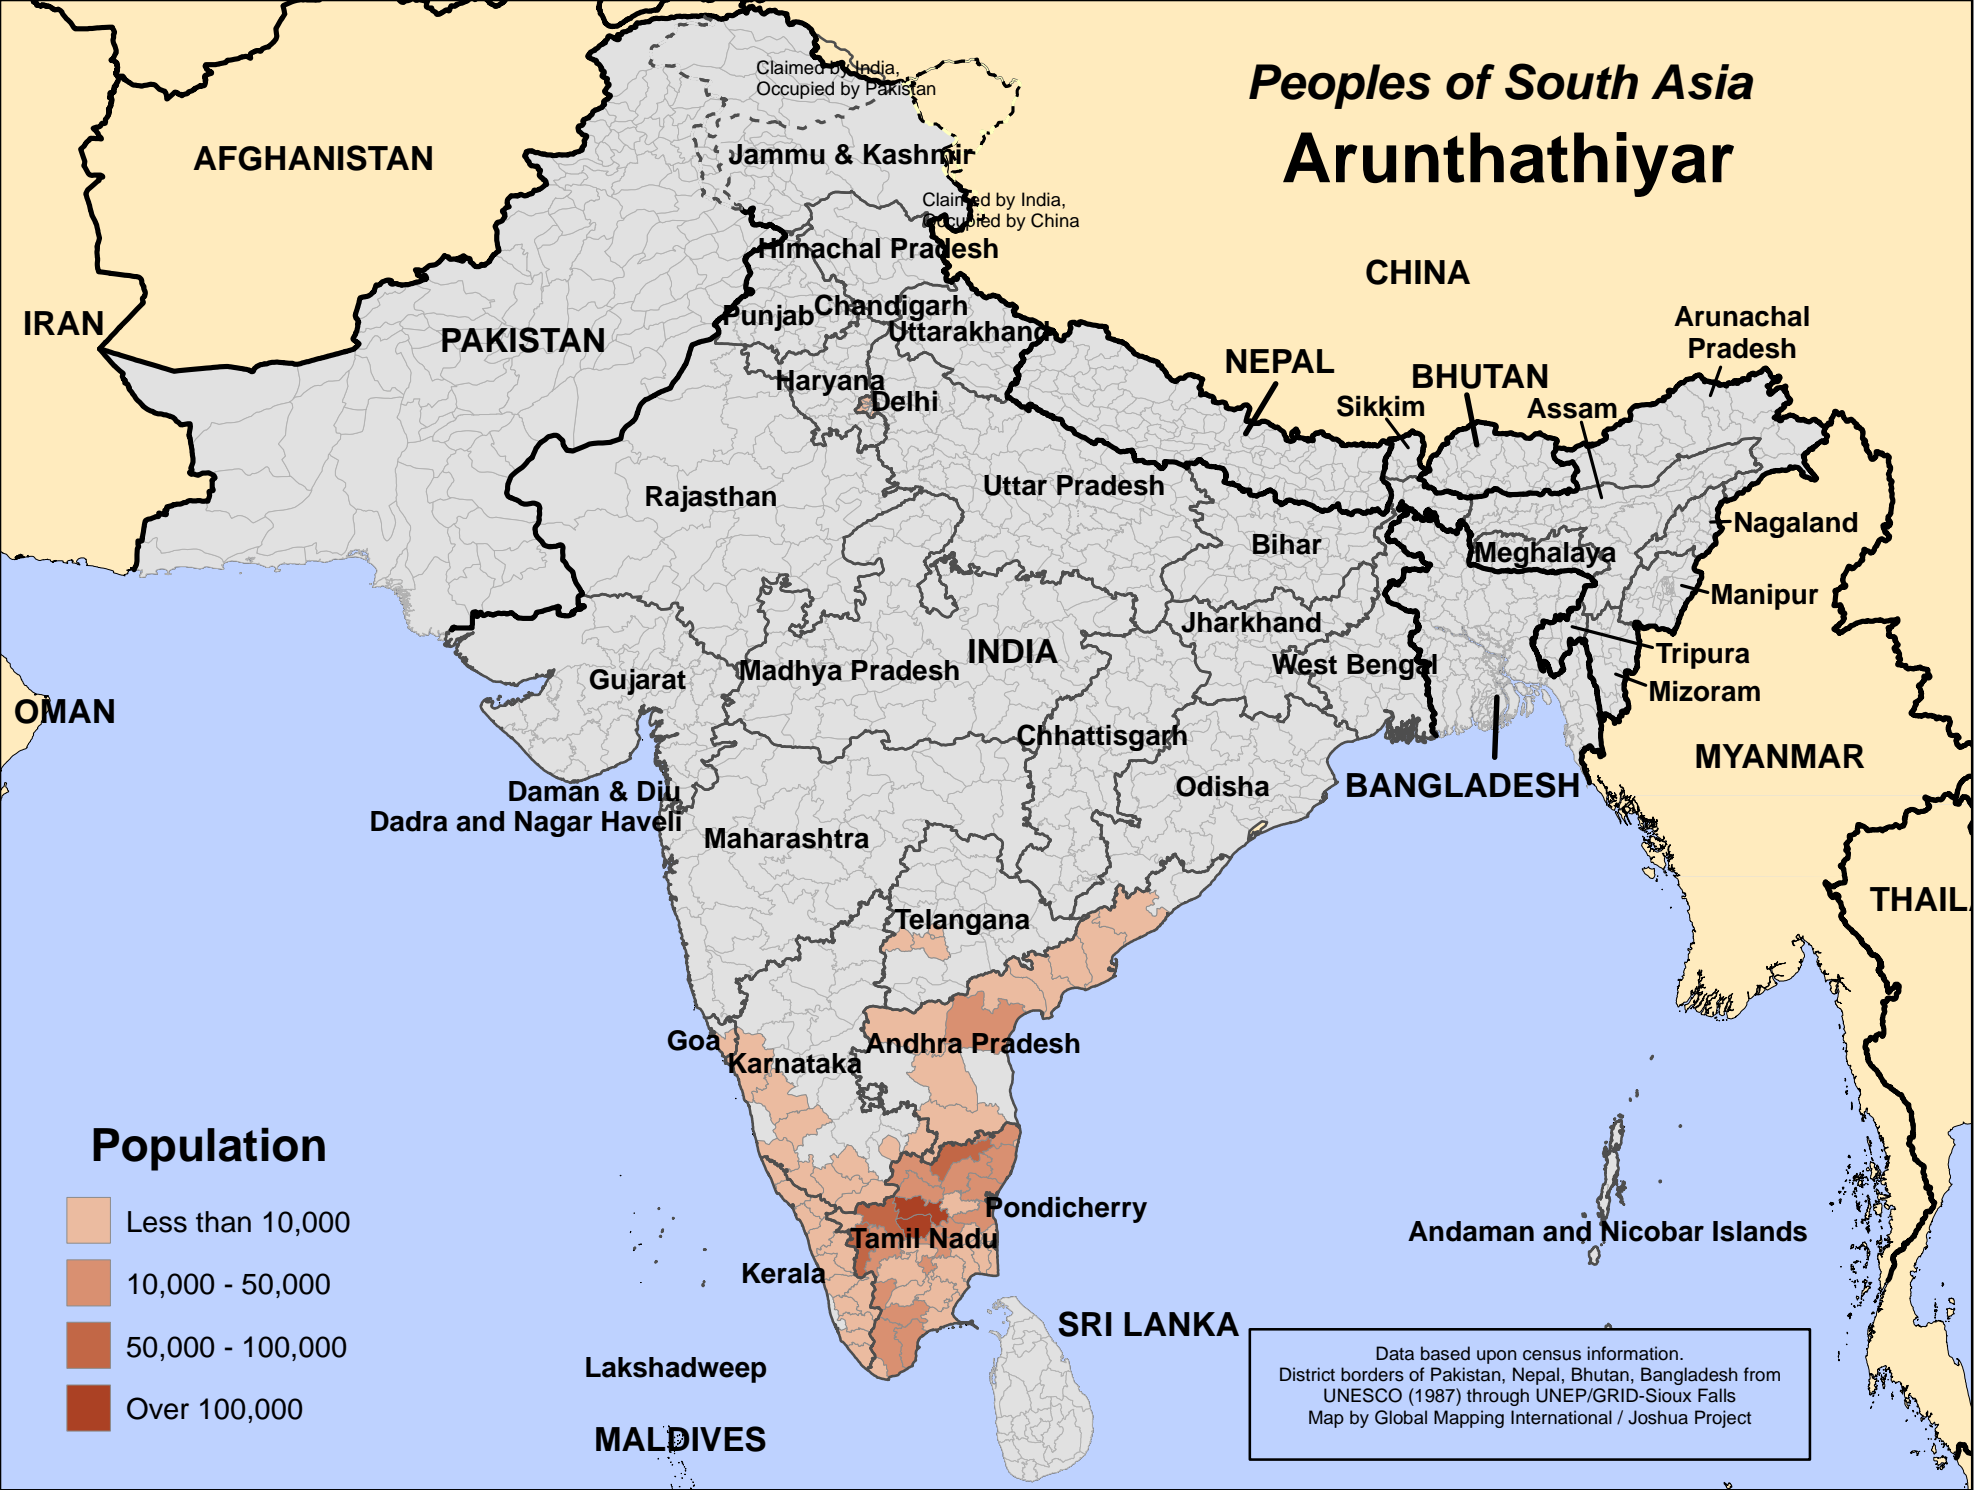 Peoples of South Asia
Arunthathiyar
Claimed by India,
Occupied by Pakistan
AFGHANISTAN
Jammu & Kashmir
Claimed by India,
Occupied by China
Himachal Pradesh
CHINA
IRAN
PAKISTAN
Punjab
Chandigarh
Uttarakhand
Arunachal
Pradesh
NEPAL
BHUTAN
Haryana
Delhi
Sikkim
Assam
Rajasthan
Uttar Pradesh
Nagaland
Bihar
Meghalaya
Manipur
Jharkhand
INDIA
Tripura
West Bengal
Madhya Pradesh
Gujarat
Mizoram
OMAN
Chhattisgarh
MYANMAR
Odisha
BANGLADESH
Daman & Diu
Dadra and Nagar Haveli
Maharashtra
THAIL
Telangana
Goa
Andhra Pradesh
Karnataka
Pondicherry
Andaman and Nicobar Islands
Tamil Nadu
Kerala
SRI LANKA
Lakshadweep
MALDIVES
Population
Less than 10,000
10,000 - 50,000
50,000 - 100,000
Over 100,000
Data based upon census information.
District borders of Pakistan, Nepal, Bhutan, Bangladesh from
UNESCO (1987) through UNEP/GRID-Sioux Falls
Map by Global Mapping International / Joshua Project